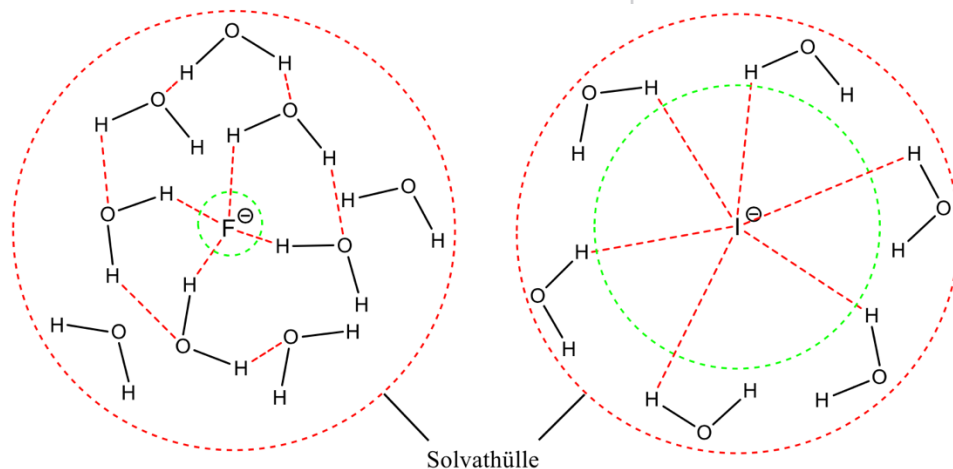 O
H H
H O O
H H H
H H O
O F ⊖ H
H H O
H H H
H O O H
O H
H H
O H
O H H
H
H O
H I ⊖ H
H
O H
H
H O
H H H
O
Solvathülle